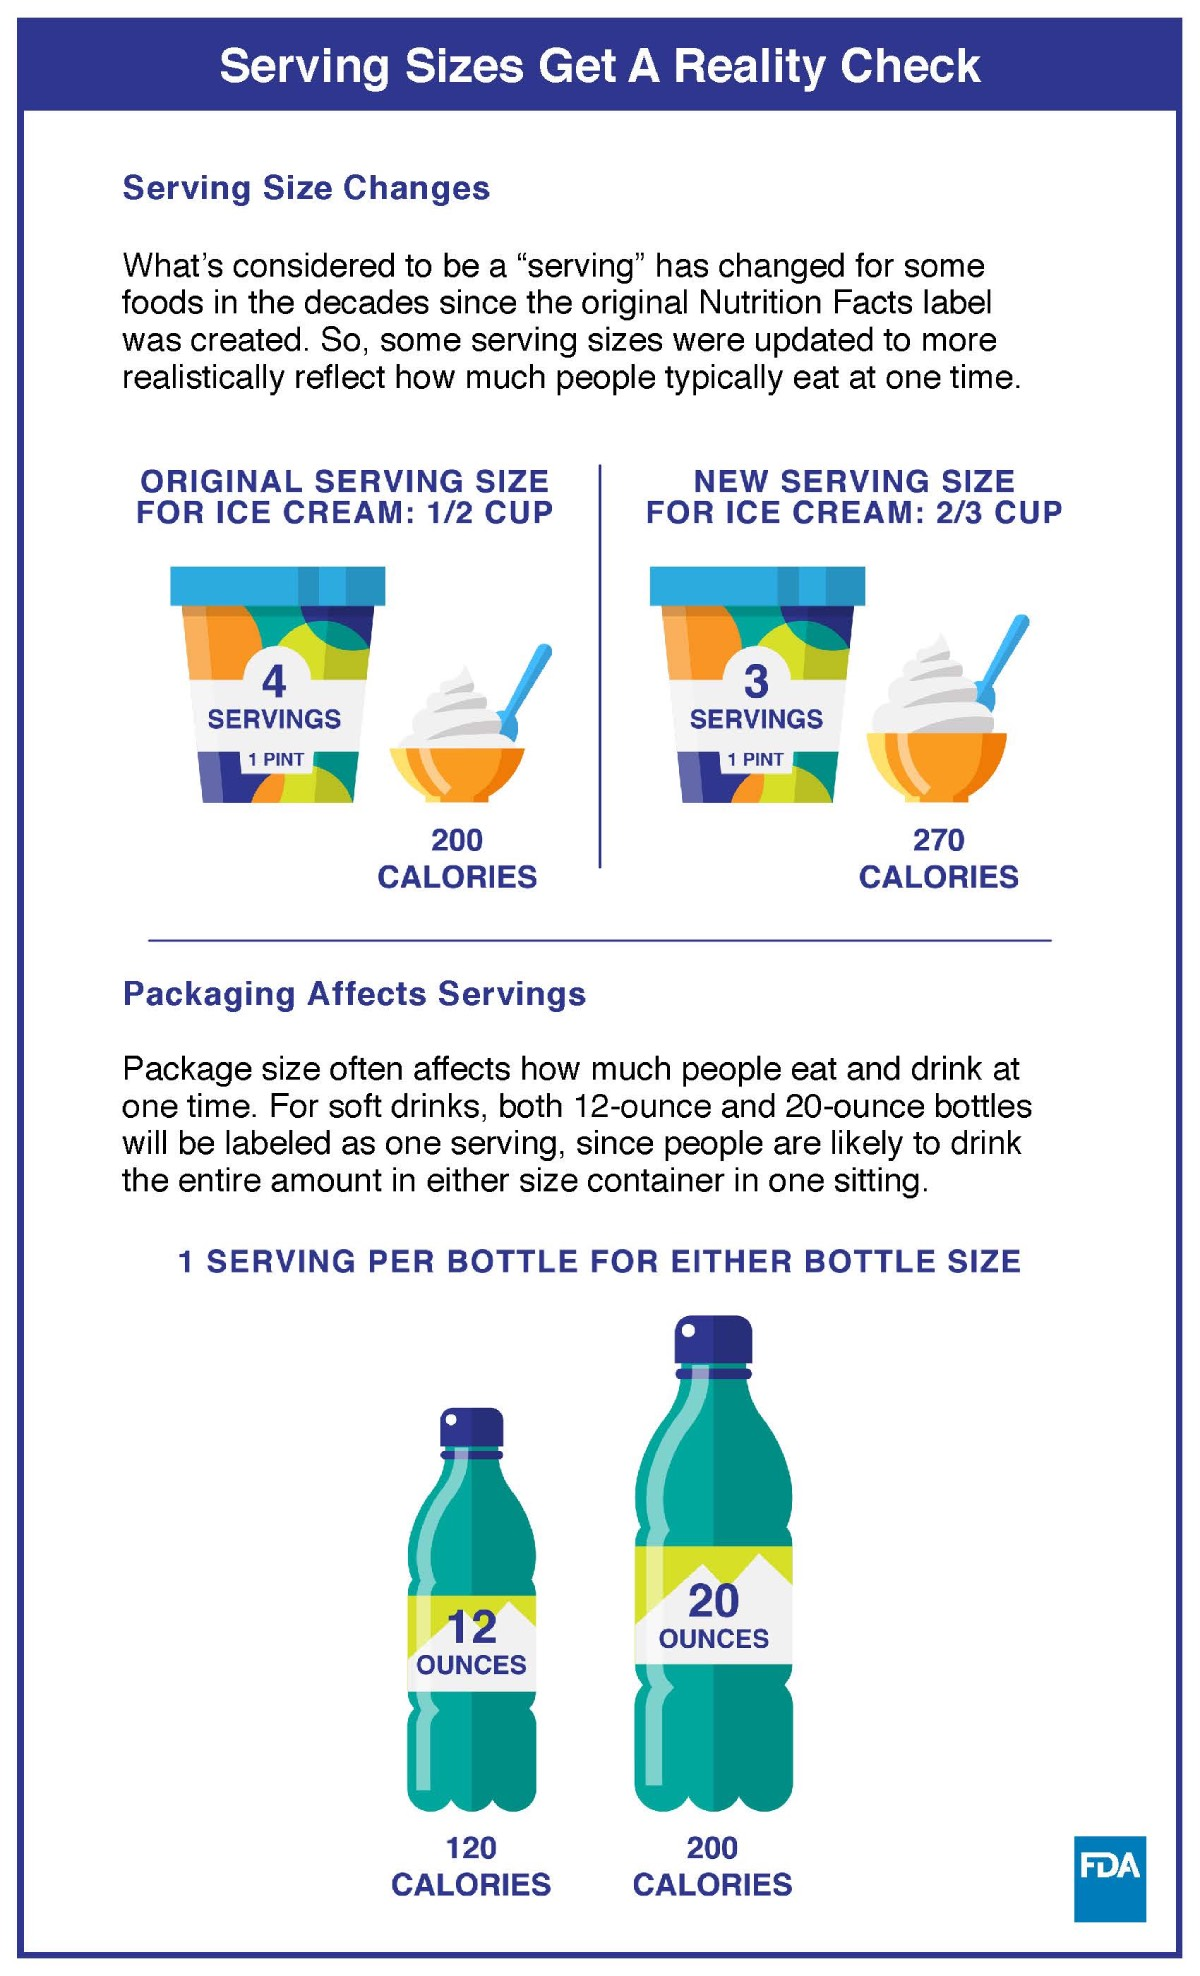 Serving Sizes Get A Reality Check
Serving Size Changes
What's considered to be a “serving” has changed for some
foods in the decades since the original Nutrition Facts label
was created. So, some serving sizes were updated to more
realistically reflect how much people typically eat at one time.
ORIGINAL SERVING SIZE
FOR ICE CREAM: 1/2 CUP
4
SERVINGS
1 PINT
200
CALORIES
NEW SERVING SIZE
FOR ICE CREAM: 2/3 CUP
3
SERVINGS
1 PINT
270
CALORIES
Packaging Affects Servings
Package size often affects how much people eat and drink at
one time. For soft drinks, both 12-ounce and 20-ounce bottles
will be labeled as one serving, since people are likely to drink
the entire amount in either size container in one sitting.
1 SERVING PER BOTTLE FOR EITHER BOTTLE SIZE
12
OUNCES
120
CALORIES
20
OUNCES
200
CALORIES
FDA